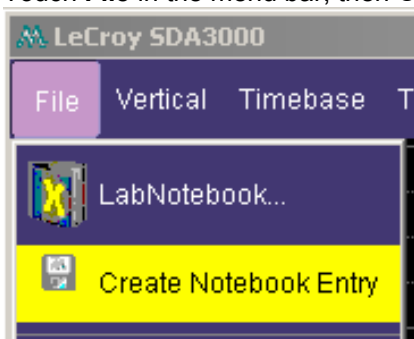 LeCroy SDA3000
File Vertical Timebase T
LabNotebook...
Create Notebook Entry